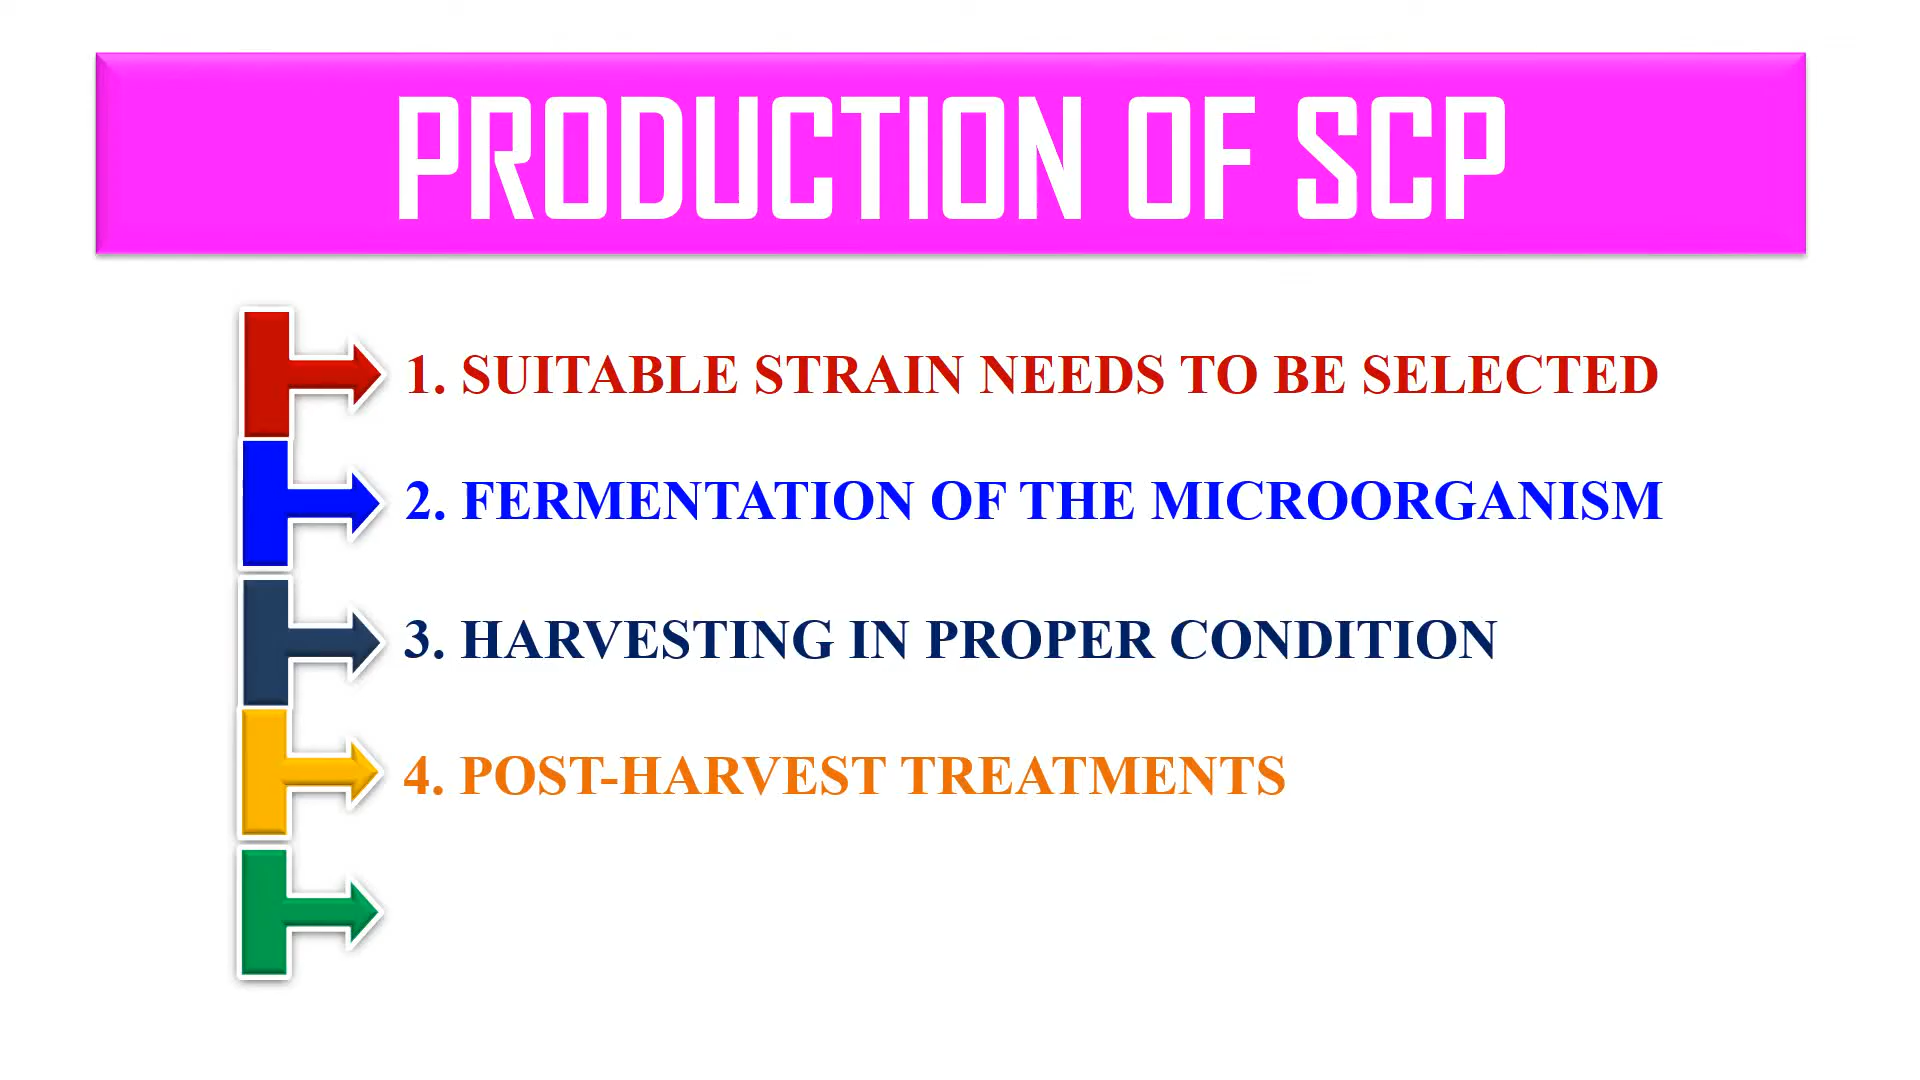 PRODUCTION OF SCP
1. SUITABLE STRAIN NEEDS TO BE SELECTED
2. FERMENTATION OF THE MICROORGANISM
3. HARVESTING IN PROPER CONDITION
4. POST-HARVEST TREATMENTS